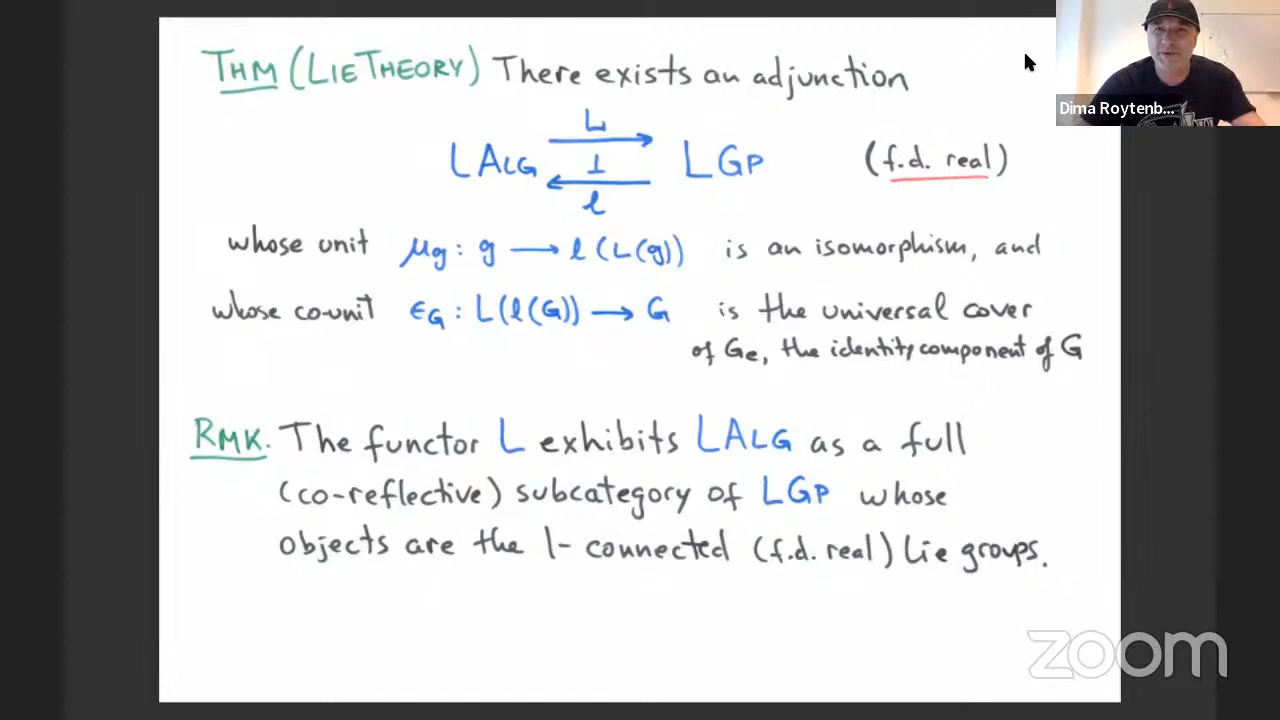 THM (LIE THEORY) There exists an adjunction
L
LALG ⊥ LGP (f.d. real)
l
whose unit μg : g → l(L(g)) is an isomorphism, and
whose co-unit ϵG : L(l(G)) → G is the universal cover
of Ge, the identity component of G
RMK. The functor L exhibits LALG as a full
(co-reflective) subcategory of LGP whose
objects are the 1-connected (f.d. real) Lie groups.
Dima Roytenb...
zoom